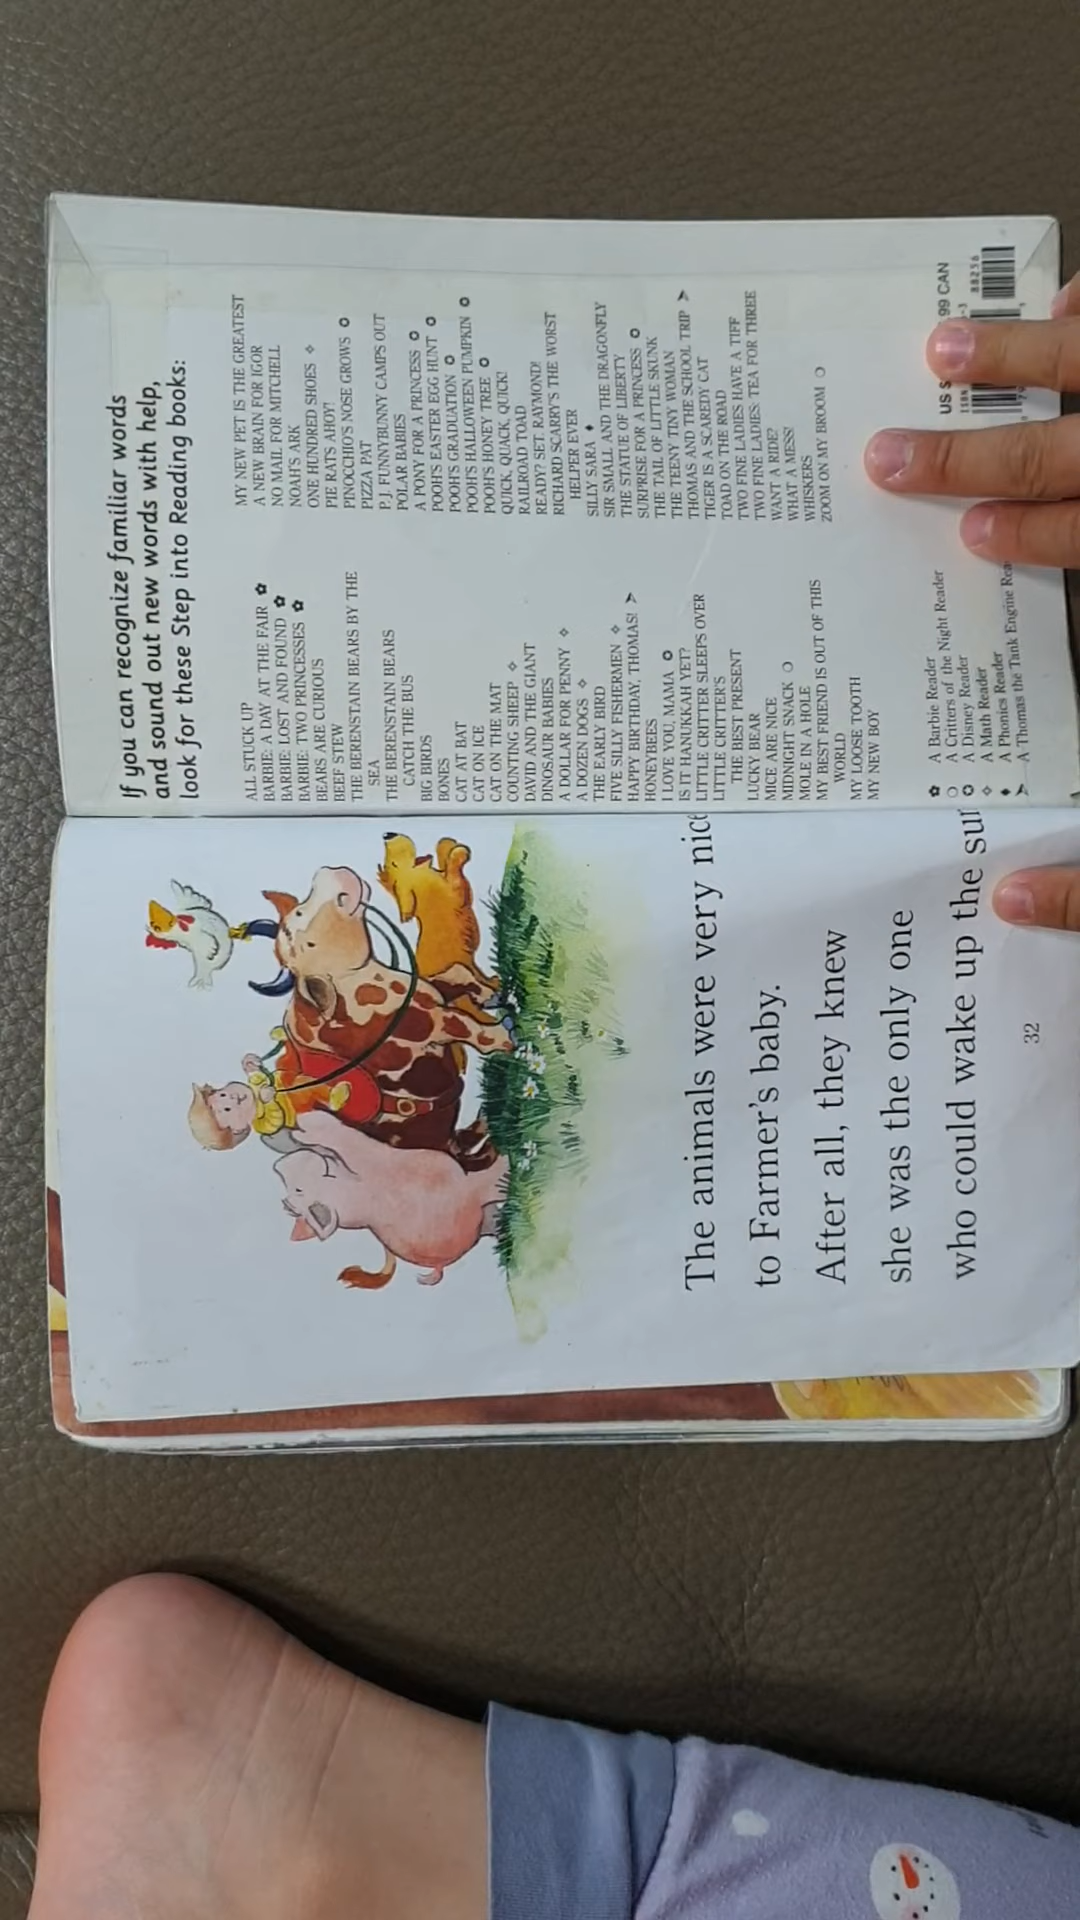 The animals were very nice
to Farmer's baby.
After all, they knew
she was the only one
who could wake up the sun
32
If you can recognize familiar words
and sound out new words with help,
look for these Step into Reading books:
ALL STUCK UP
BARBIE: A DAY AT THE FAIR ✿
BARBIE: LOST AND FOUND ✿
BARBIE: TWO PRINCESSES ✿
BEARS ARE CURIOUS
BEEF STEW
THE BERENSTAIN BEARS BY THE
SEA
THE BERENSTAIN BEARS
CATCH THE BUS
BIG BIRDS
BONES
CAT AT BAT
CAT ON ICE
CAT ON THE MAT
COUNTING SHEEP ❖
DAVID AND THE GIANT
DINOSAUR BABIES
A DOLLAR FOR PENNY ❖
A DOZEN DOGS ❖
THE EARLY BIRD
FIVE SILLY FISHERMEN ❖
HAPPY BIRTHDAY, THOMAS! ➤
HONEYBEES
I LOVE YOU, MAMA ✪
IS IT HANUKKAH YET?
LITTLE CRITTER SLEEPS OVER
LITTLE CRITTER'S
THE BEST PRESENT
LUCKY BEAR
MICE ARE NICE
MIDNIGHT SNACK ❍
MOLE IN A HOLE
MY BEST FRIEND IS OUT OF THIS
WORLD
MY LOOSE TOOTH
MY NEW BOY
MY NEW PET IS THE GREATEST
A NEW BRAIN FOR IGOR
NO MAIL FOR MITCHELL
NOAH'S ARK
ONE HUNDRED SHOES ❖
PIE RATS AHOY!
PINOCCHIO'S NOSE GROWS ✪
PIZZA PAT
P. J. FUNNYBUNNY CAMPS OUT
POLAR BABIES
A PONY FOR A PRINCESS ✪
POOH'S EASTER EGG HUNT ✪
POOH'S GRADUATION ✪
POOH'S HALLOWEEN PUMPKIN ✪
POOH'S HONEY TREE ✪
QUICK, QUACK, QUICK!
RAILROAD TOAD
READY? SET. RAYMOND!
RICHARD SCARRY'S THE WORST
HELPER EVER
SILLY SARA ♦
SIR SMALL AND THE DRAGONFLY
THE STATUE OF LIBERTY
SURPRISE FOR A PRINCESS ✪
THE TAIL OF LITTLE SKUNK
THE TEENY TINY WOMAN
THOMAS AND THE SCHOOL TRIP ➤
TIGER IS A SCAREDY CAT
TOAD ON THE ROAD
TWO FINE LADIES HAVE A TIFF
TWO FINE LADIES: TEA FOR THREE
WANT A RIDE?
WHAT A MESS!
WHISKERS
ZOOM ON MY BROOM ❍
✿ A Barbie Reader
❍ A Critters of the Night Reader
✪ A Disney Reader
❖ A Math Reader
♦ A Phonics Reader
➤ A Thomas the Tank Engine
US 99 CAN
88236